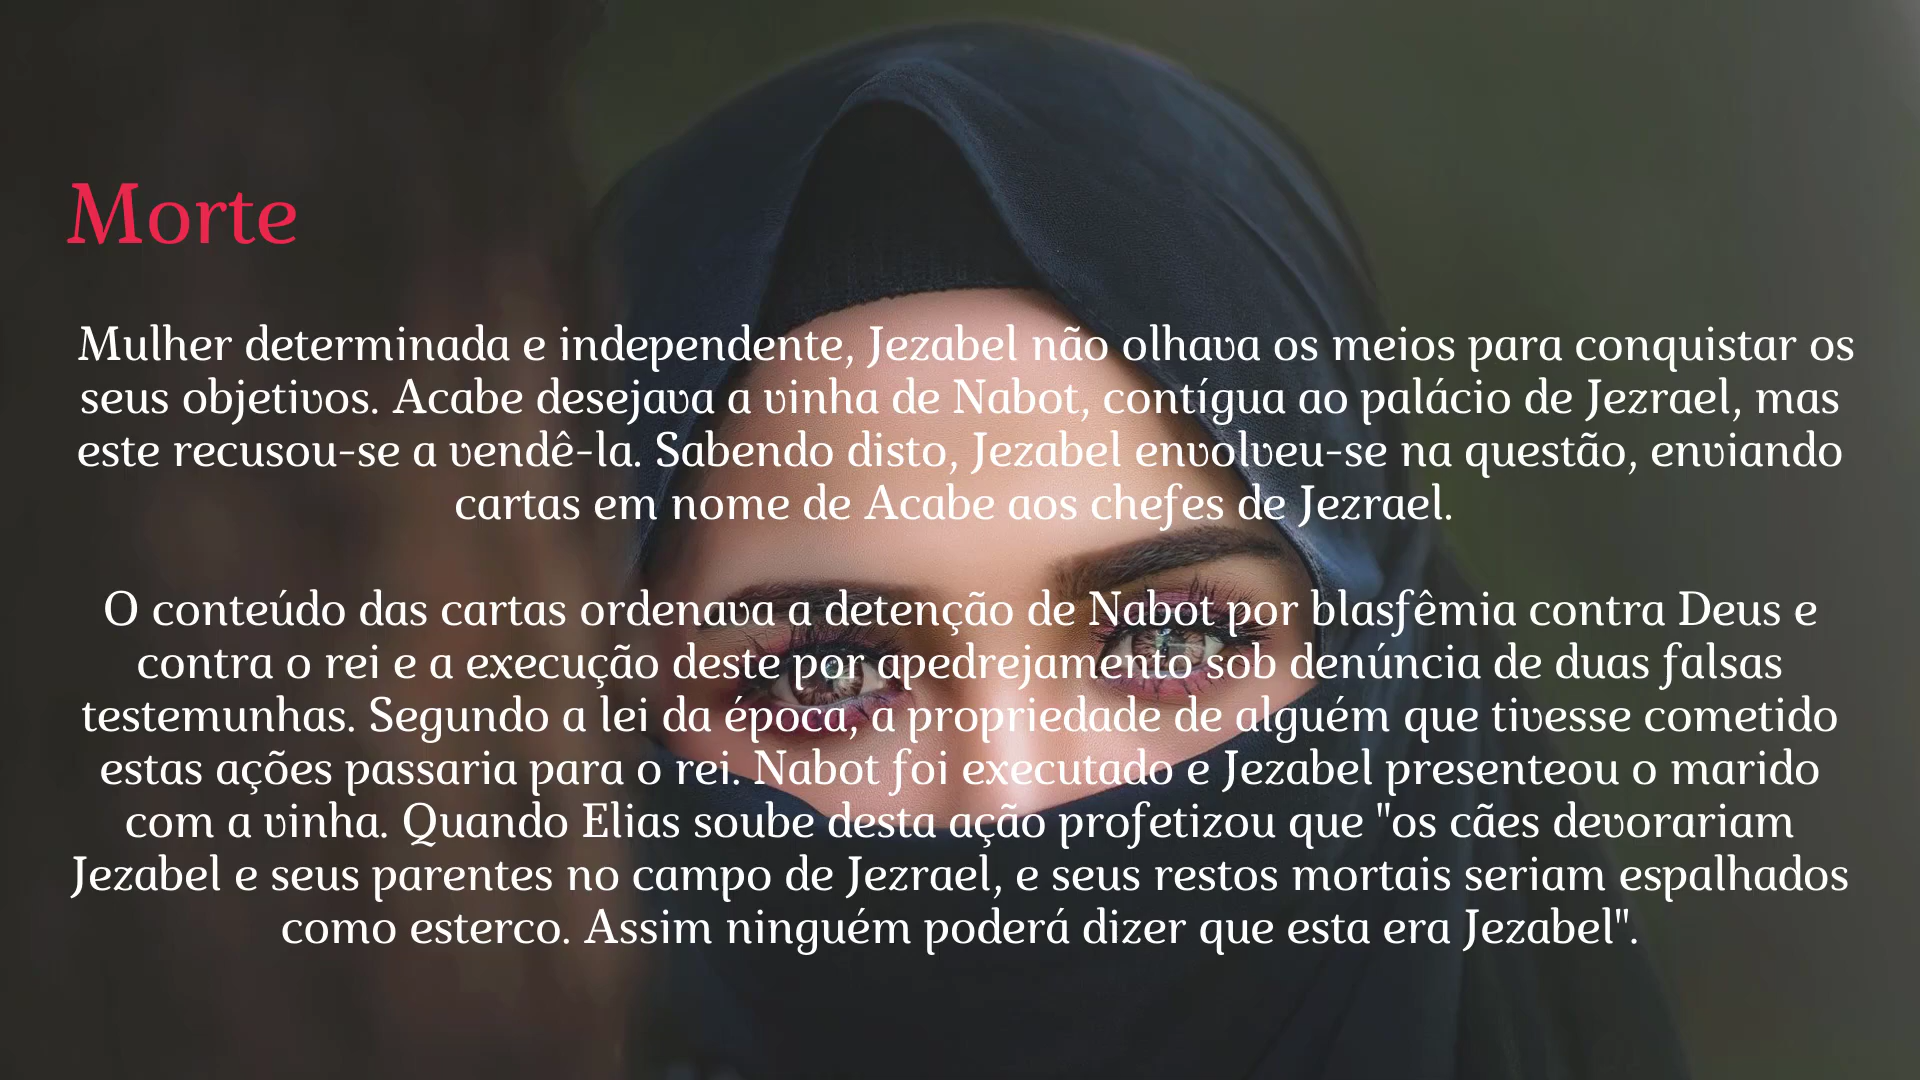 Morte
Mulher determinada e independente, Jezabel não olhava os meios para conquistar os
seus objetivos. Acabe desejava a vinha de Nabot, contígua ao palácio de Jezrael, mas
este recusou-se a vendê-la. Sabendo disto, Jezabel envolveu-se na questão, enviando
cartas em nome de Acabe aos chefes de Jezrael.
O conteúdo das cartas ordenava a detenção de Nabot por blasfêmia contra Deus e
contra o rei e a execução deste por apedrejamento sob denúncia de duas falsas
testemunhas. Segundo a lei da época, a propriedade de alguém que tivesse cometido
estas ações passaria para o rei. Nabot foi executado e Jezabel presenteou o marido
com a vinha. Quando Elias soube desta ação profetizou que "os cães devorariam
Jezabel e seus parentes no campo de Jezrael, e seus restos mortais seriam espalhados
como esterco. Assim ninguém poderá dizer que esta era Jezabel".